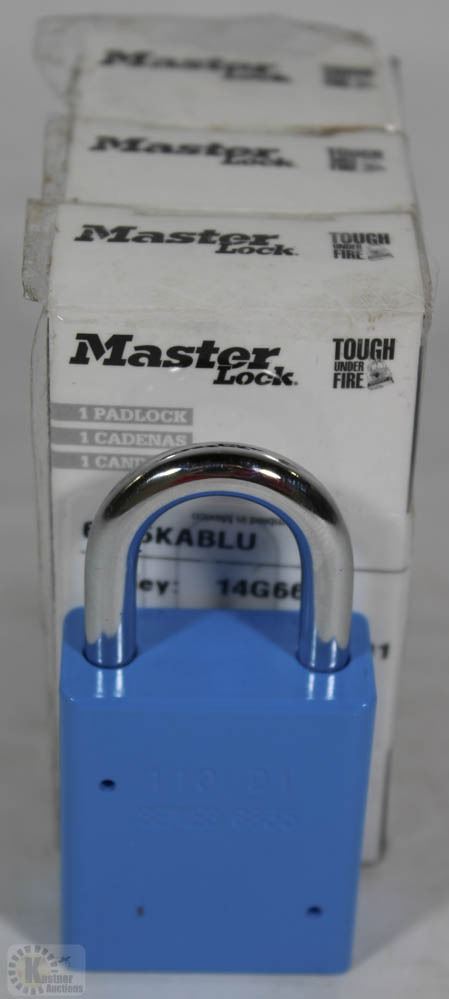 Master Lock
TOUGH UNDER FIRE
Master Lock
TOUGH UNDER FIRE
Master Lock
TOUGH UNDER FIRE
Master Lock
TOUGH
UNDER
FIRE
1 PADLOCK
1 CADENAS
KABLU
14G66
Kastner
Auctions